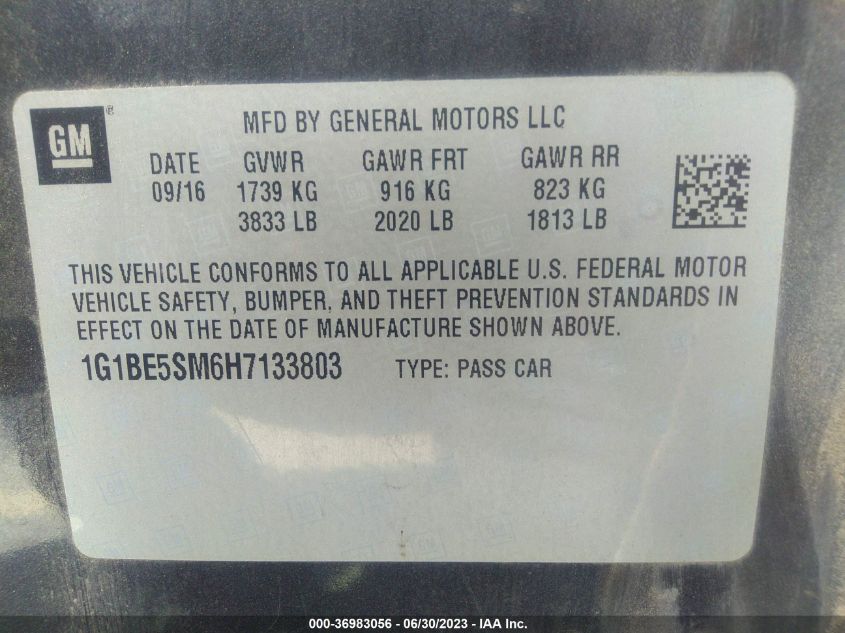 GM ®
MFD BY GENERAL MOTORS LLC
DATE GVWR GAWR FRT GAWR RR
09/16 1739 KG 916 KG 823 KG
3833 LB 2020 LB 1813 LB
THIS VEHICLE CONFORMS TO ALL APPLICABLE U.S. FEDERAL MOTOR
VEHICLE SAFETY, BUMPER, AND THEFT PREVENTION STANDARDS IN
EFFECT ON THE DATE OF MANUFACTURE SHOWN ABOVE.
1G1BE5SM6H7133803 TYPE: PASS CAR
000-36983056 - 06/30/2023 - IAA Inc.